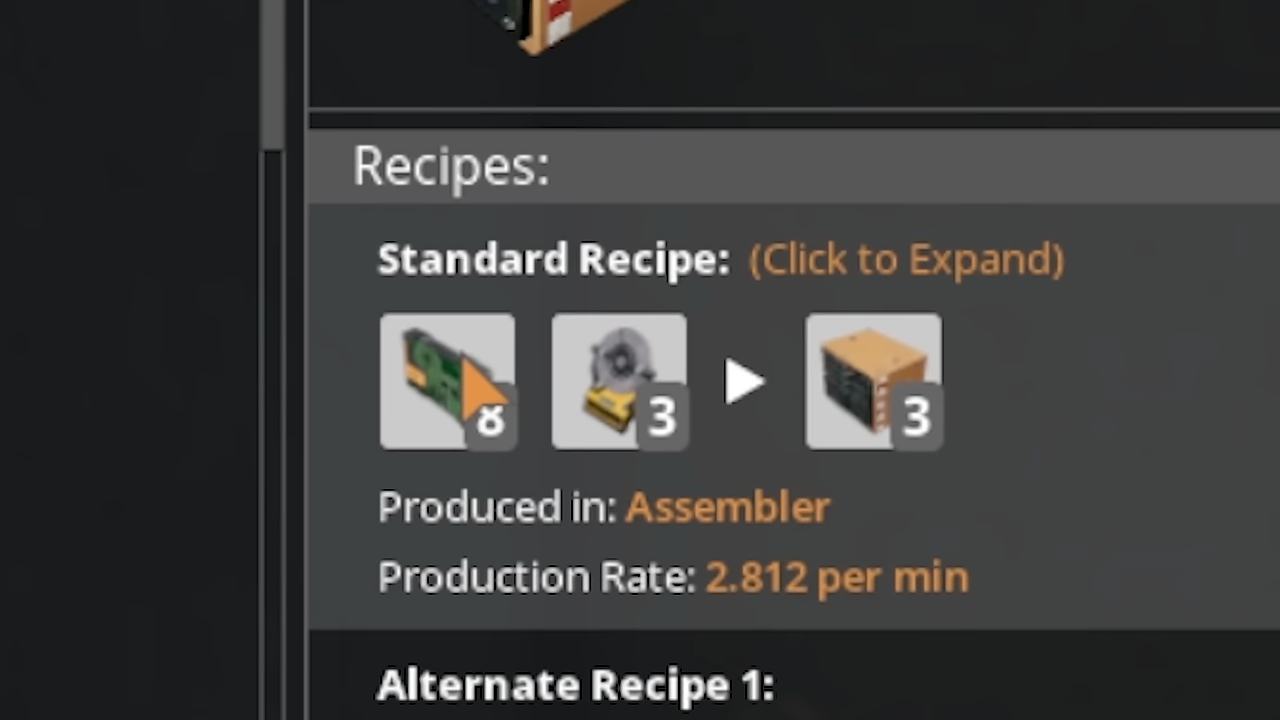 Recipes:
Standard Recipe: (Click to Expand)
8 3 3
Produced in: Assembler
Production Rate: 2.812 per min
Alternate Recipe 1: